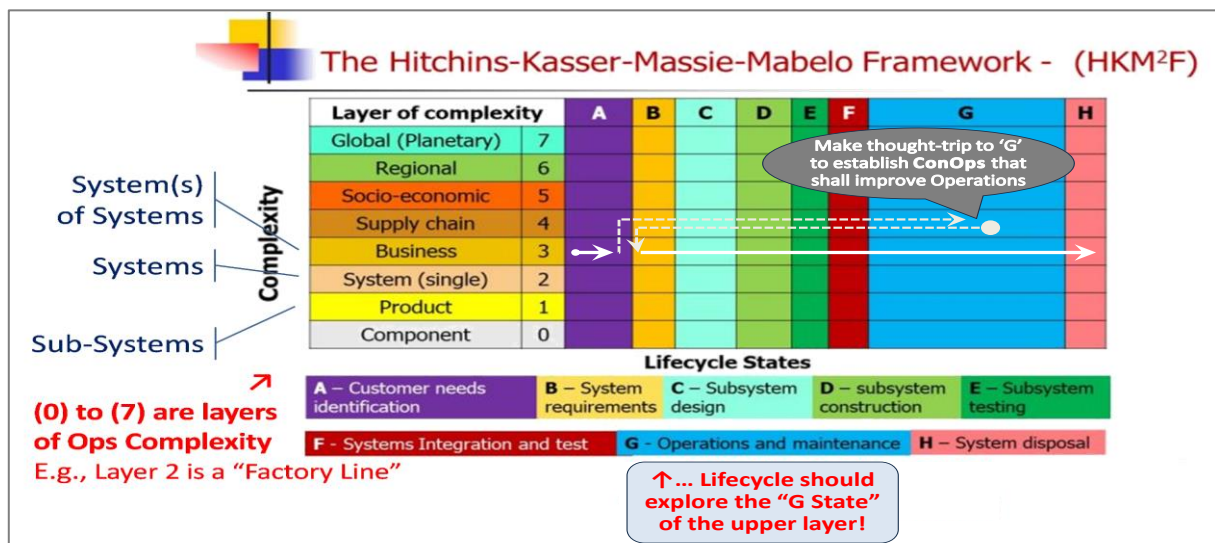 The Hitchins-Kasser-Massie-Mabelo Framework - (HKM²F)
Layer of complexity A B C D E F G H
Global (Planetary) 7
Regional 6
Socio-economic 5
Supply chain 4
Business 3
System (single) 2
Product 1
Component 0
Make thought-trip to ‘G’
to establish ConOps that
shall improve Operations
Complexity
System(s)
of Systems
Systems
Sub-Systems
Lifecycle States
A – Customer needs
identification
B – System
requirements
C – Subsystem
design
D – subsystem
construction
E – Subsystem
testing
F - Systems Integration and test
G - Operations and maintenance
H – System disposal
↗
(0) to (7) are layers
of Ops Complexity
E.g., Layer 2 is a “Factory Line”
↑... Lifecycle should
explore the “G State”
of the upper layer!